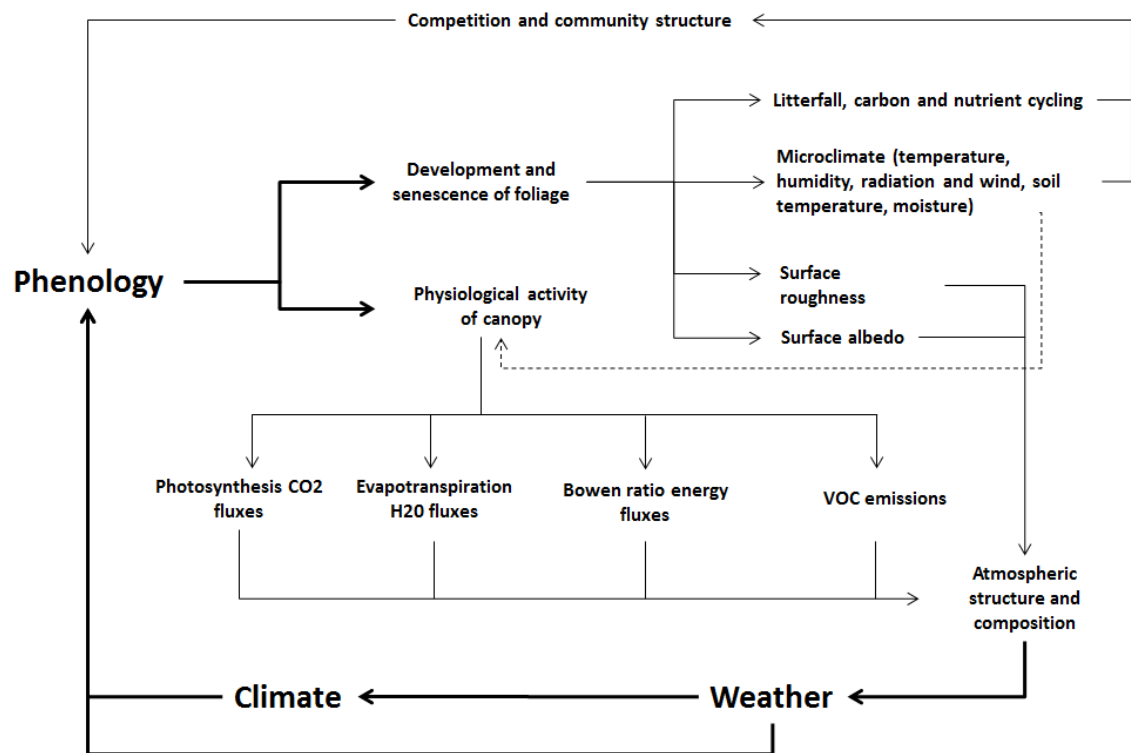 Competition and community structure
Litterfall, carbon and nutrient cycling
Development and
senescence of foliage
Microclimate (temperature,
humidity, radiation and wind, soil
temperature, moisture)
Phenology
Physiological activity
of canopy
Surface
roughness
Surface albedo
Photosynthesis CO2
fluxes
Evapotranspiration
H20 fluxes
Bowen ratio energy
fluxes
VOC emissions
Atmospheric
structure and
composition
Climate
Weather